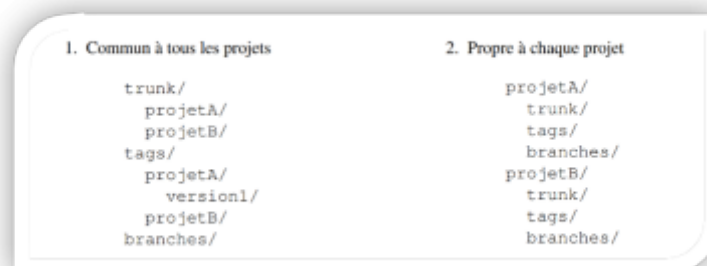 1. Commun à tous les projets
trunk/
projetA/
projetB/
tags/
projetA/
version1/
projetB/
branches/
2. Propre à chaque projet
projetA/
trunk/
tags/
branches/
projetB/
trunk/
tags/
branches/